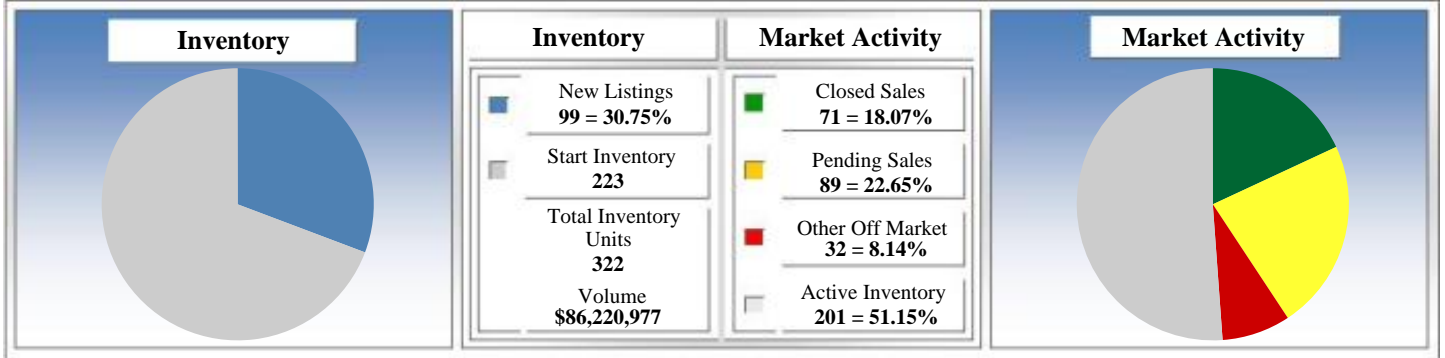 Inventory
Inventory
New Listings
99 = 30.75%
Start Inventory
223
Total Inventory
Units
322
Volume
$86,220,977
Market Activity
Closed Sales
71 = 18.07%
Pending Sales
89 = 22.65%
Other Off Market
32 = 8.14%
Active Inventory
201 = 51.15%
Market Activity